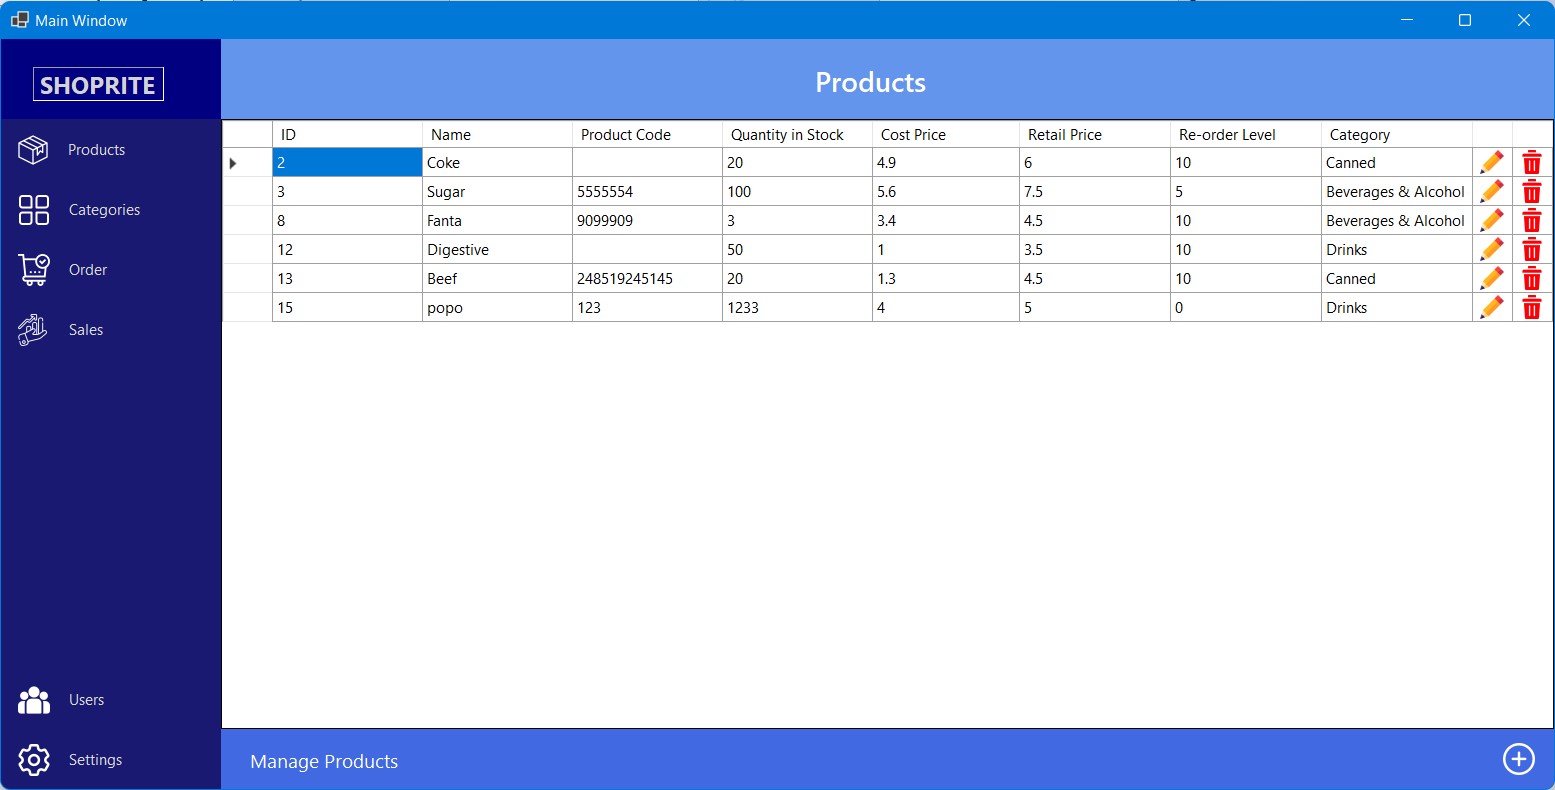 Main Window
SHOPRITE
Products
Products
Categories
Order
Sales
Users
Settings
ID Name Product Code Quantity in Stock Cost Price Retail Price Re-order Level Category
2 Coke 20 4.9 6 10 Canned
3 Sugar 5555554 100 5.6 7.5 5 Beverages & Alcohol
8 Fanta 9099909 3 3.4 4.5 10 Beverages & Alcohol
12 Digestive 50 1 3.5 10 Drinks
13 Beef 248519245145 20 1.3 4.5 10 Canned
15 popo 123 1233 4 5 0 Drinks
Manage Products